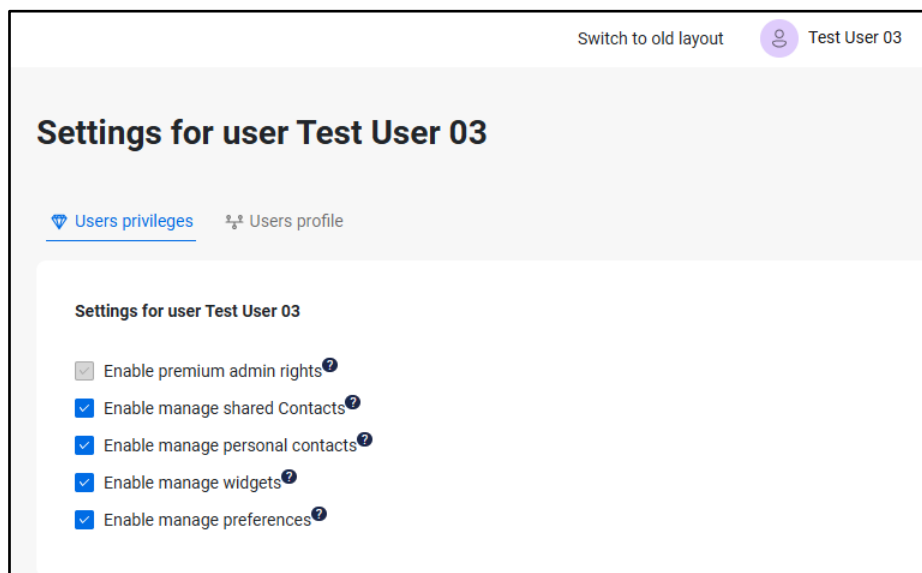 Switch to old layout
Test User 03
Settings for user Test User 03
Users privileges
Users profile
Settings for user Test User 03
Enable premium admin rights?
Enable manage shared Contacts?
Enable manage personal contacts?
Enable manage widgets?
Enable manage preferences?